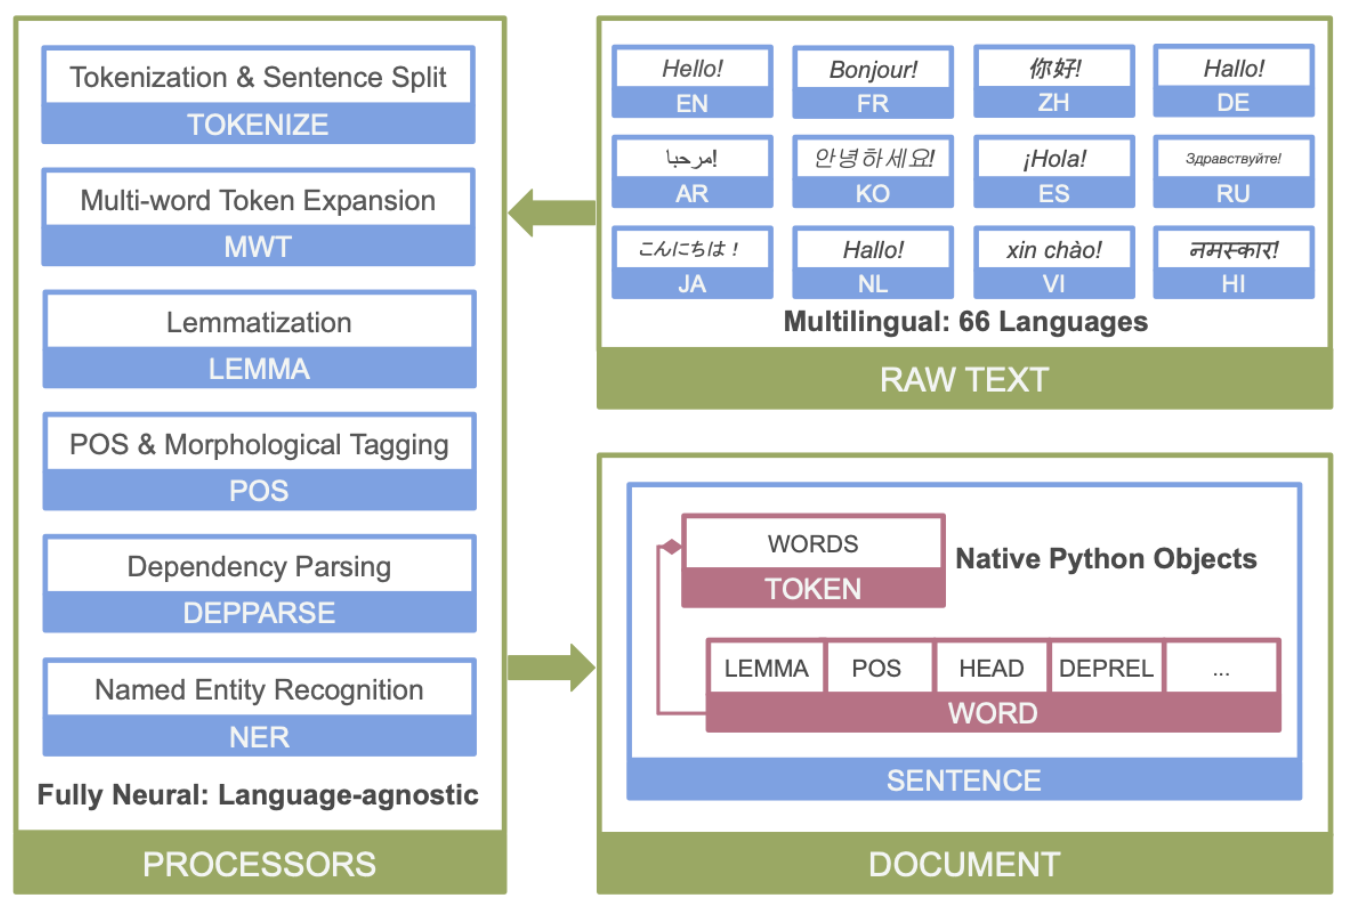 Tokenization & Sentence Split
TOKENIZE
Multi-word Token Expansion
MWT
Lemmatization
LEMMA
POS & Morphological Tagging
POS
Dependency Parsing
DEPPARSE
Named Entity Recognition
NER
Fully Neural: Language-agnostic
PROCESSORS
Hello!
EN
Bonjour!
FR
你好!
ZH
Hallo!
DE
مرحبا!
AR
안녕하세요!
KO
¡Hola!
ES
Здравствуйте!
RU
こんにちは！
JA
Hallo!
NL
xin chào!
VI
नमस्कार!
HI
Multilingual: 66 Languages
RAW TEXT
WORDS
TOKEN
Native Python Objects
LEMMA
POS
HEAD
DEPREL
...
WORD
SENTENCE
DOCUMENT